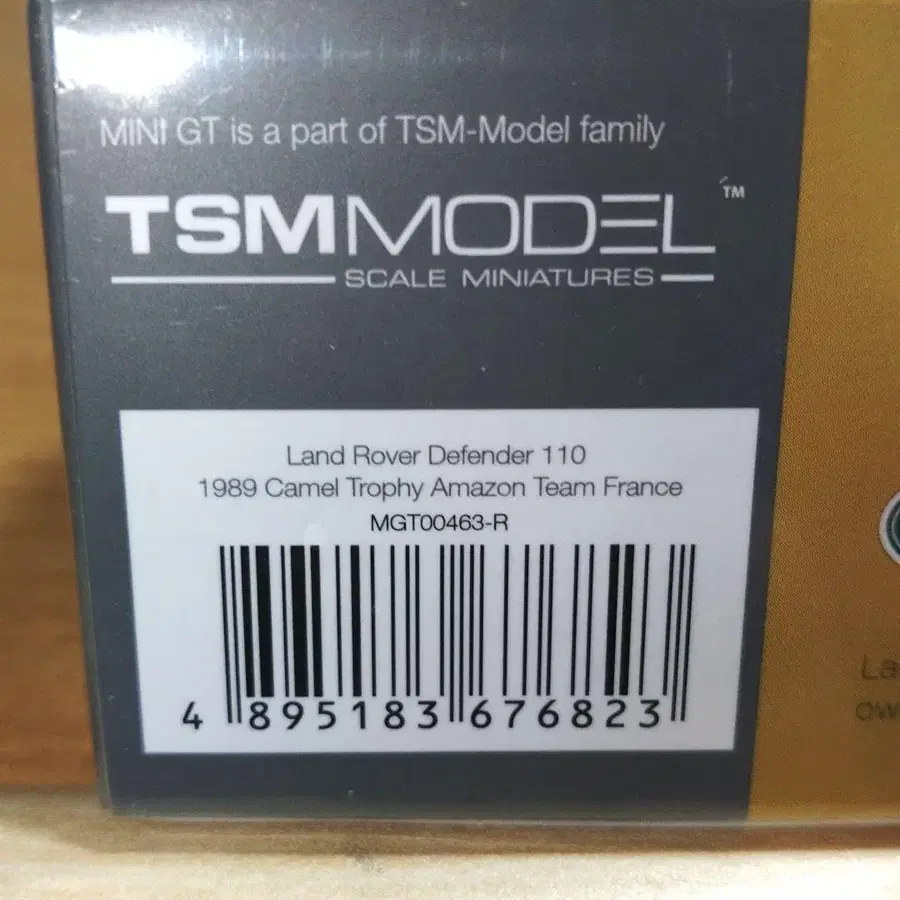 MINI GT is a part of TSM-Model family
TSMMODEL™
SCALE MINIATURES
Land Rover Defender 110
1989 Camel Trophy Amazon Team France
MGT00463-R
4 895183 676823